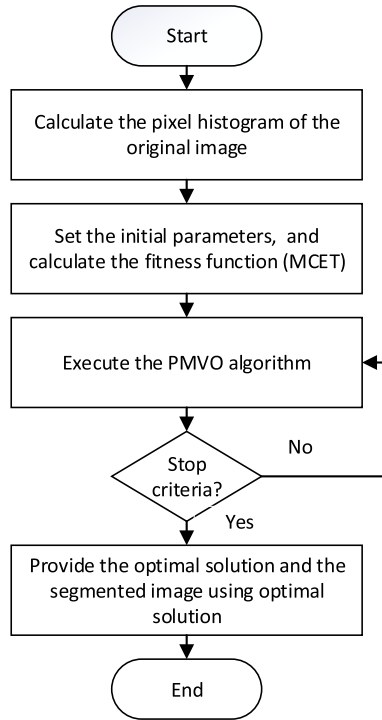 Start
Calculate the pixel histogram of the
original image
Set the initial parameters, and
calculate the fitness function (MCET)
Execute the PMVO algorithm
No
Stop
criteria?
Yes
Provide the optimal solution and the
segmented image using optimal
solution
End